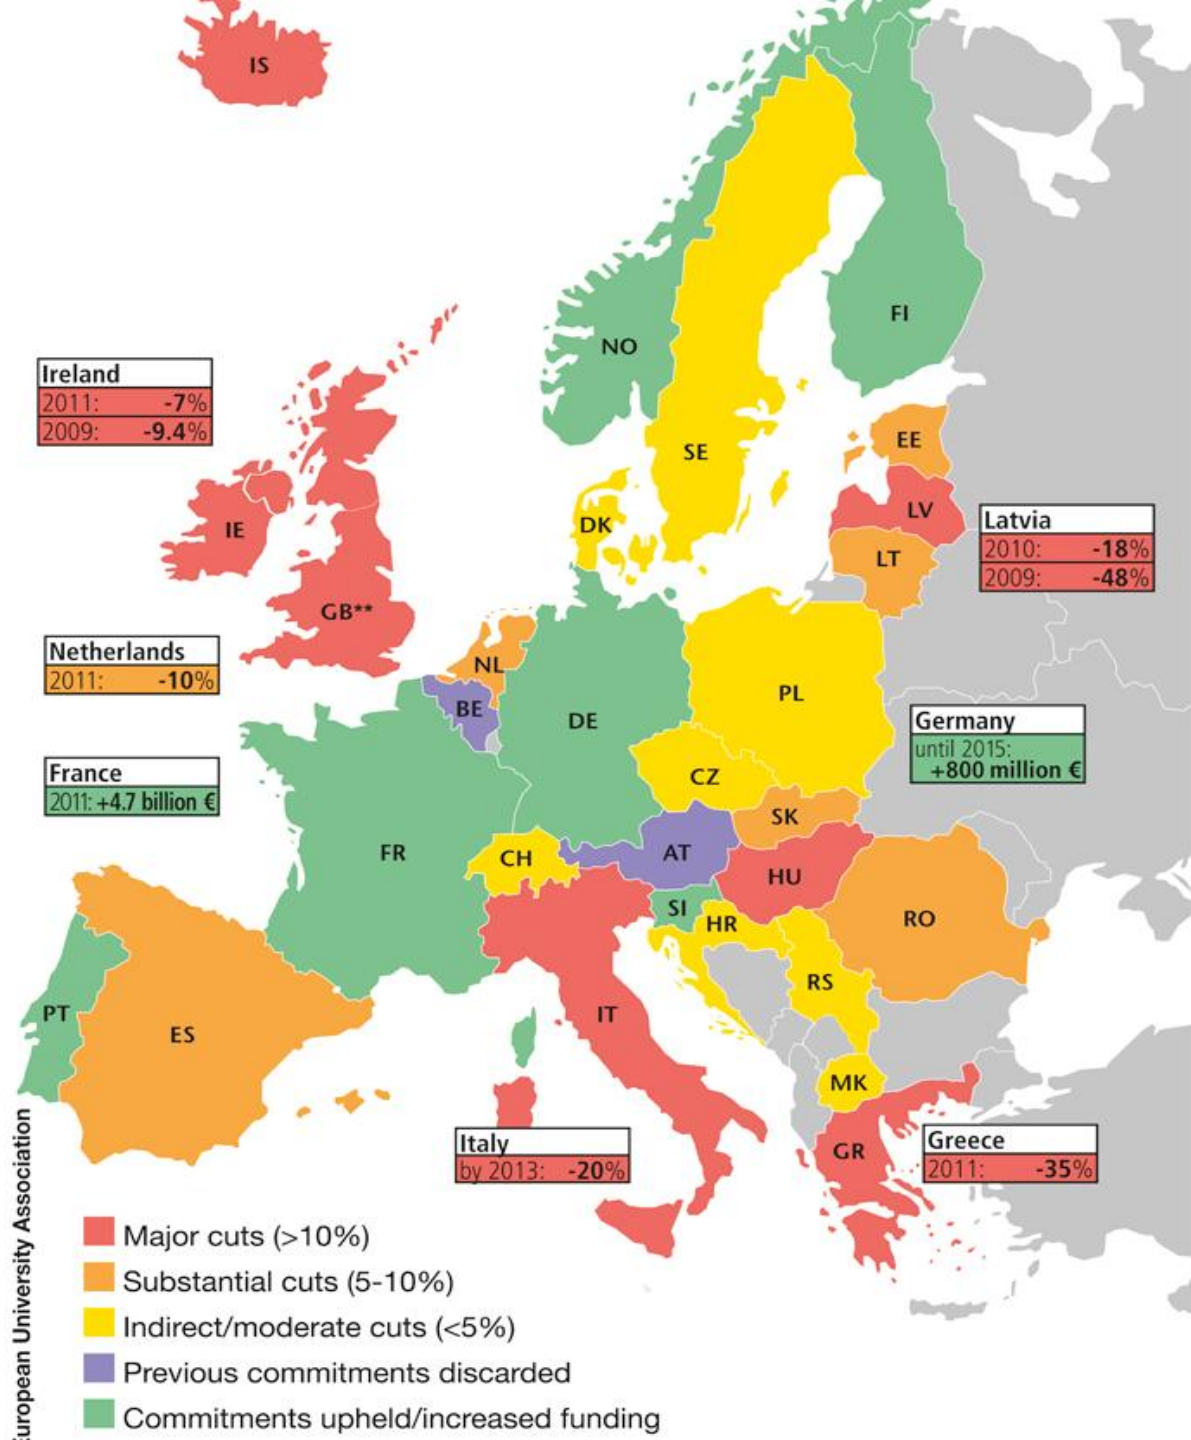 IS
NO
FI
SE
Ireland
2011: -7%
2009: -9.4%
EE
LV
Latvia
2010: -18%
2009: -48%
DK
IE
LT
GB**
Netherlands
2011: -10%
NL
BE
DE
PL
Germany
until 2015:
+800 million €
France
2011: +4.7 billion €
CZ
SK
FR
CH
AT
HU
SI
HR
RO
RS
PT
ES
IT
MK
Italy
by 2013: -20%
GR
Greece
2011: -35%
Major cuts (>10%)
Substantial cuts (5-10%)
Indirect/moderate cuts (<5%)
Previous commitments discarded
Commitments upheld/increased funding
European University Association